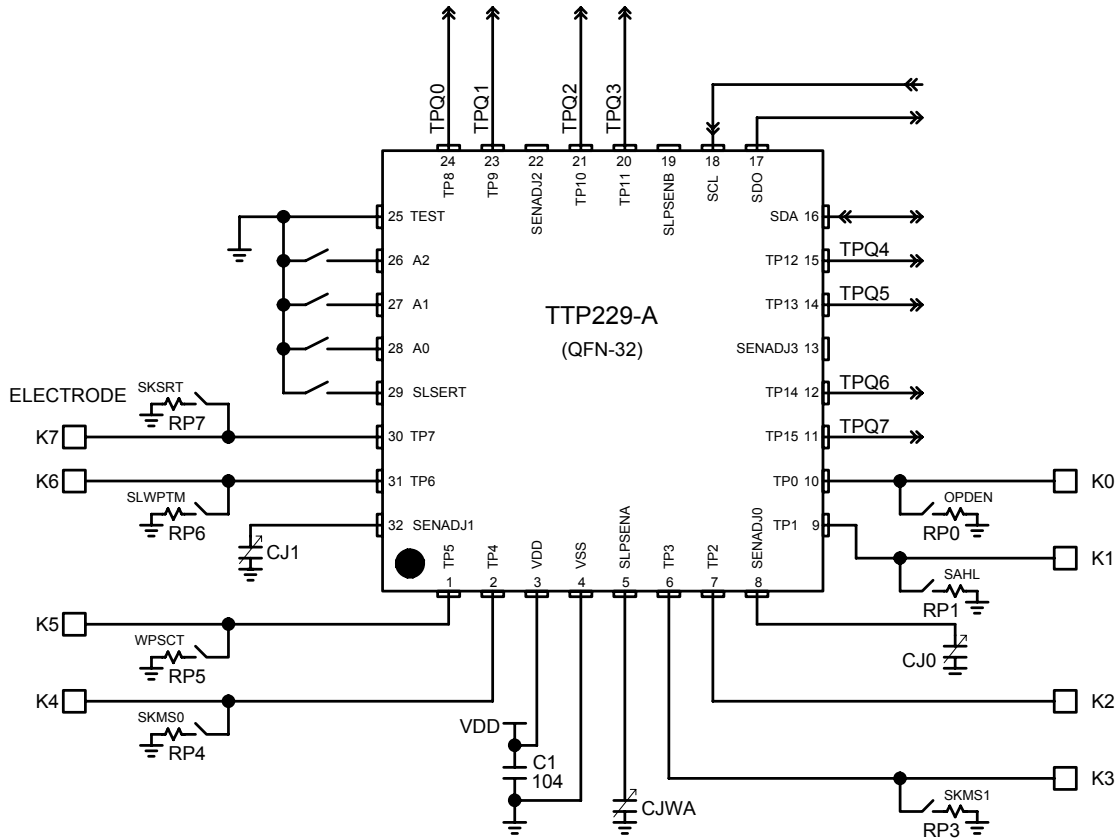 TPQ0
TPQ1
TPQ2
TPQ3
24
23
22
21
20
19
18
17
TP8
TP9
SENADJ2
TP10
TP11
SLPSENB
SCL
SDO
25 TEST
SDA 16
26 A2
TP12 15
TPQ4
27 A1
TP13 14
TPQ5
TTP229-A
(QFN-32)
28 A0
SENADJ3 13
ELECTRODE
SKSRT
RP7
29 SLSERT
TP14 12
TPQ6
K7
30 TP7
TP15 11
TPQ7
K6
31 TP6
TP0 10
K0
SLWPTM
RP6
OPDEN
RP0
32 SENADJ1
TP1 9
CJ1
K1
SAHL
RP1
TP5
TP4
VDD
VSS
SLPSENA
TP3
TP2
SENADJ0
1
2
3
4
5
6
7
8
K5
WPSCT
RP5
CJ0
K4
K2
SKMS0
RP4
VDD
C1
104
CJWA
K3
SKMS1
RP3